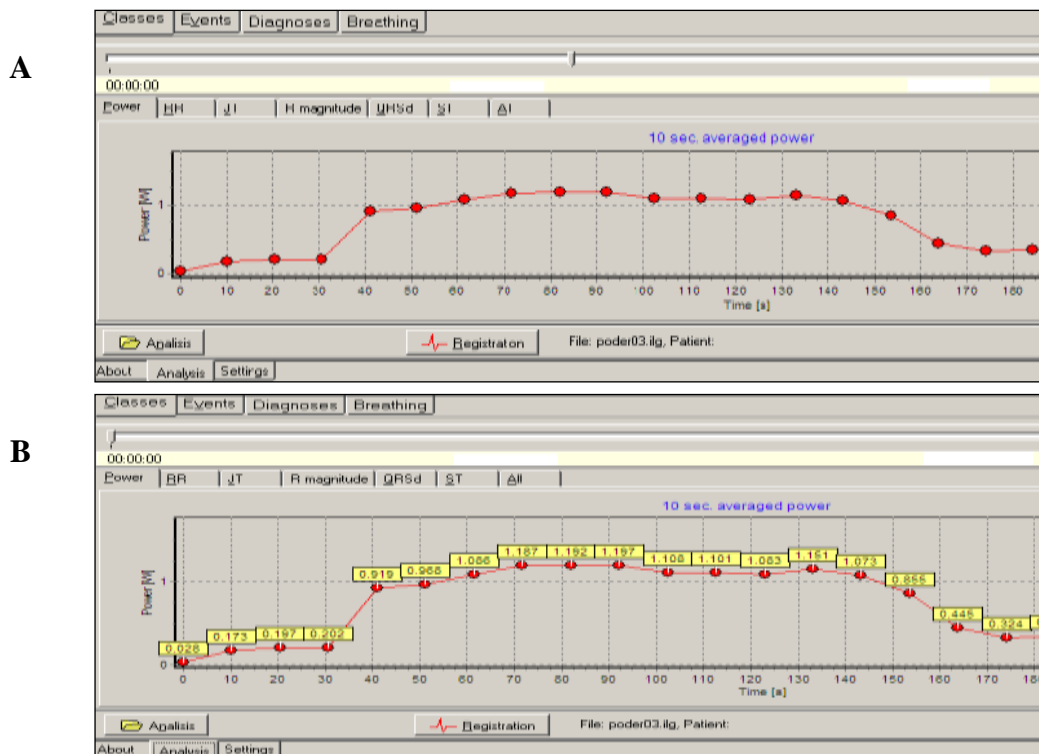 A
Classes Events Diagnoses Breathing
00:00:00
Power HH JT H magnitude QHSd ST
10 sec. averaged power
Power [W]
1
0
0 10 20 30 40 50 60 70 80 90 100 110 120 130 140 150 160 170 180
Time [s]
Analisis Registraton File: poder03.ilg, Patient:
About Analysis Settings
B
Classes Events Diagnoses Breathing
00:00:00
Power RR JT R magnitude QRSd ST All
10 sec. averaged power
Power [W]
1
0
0.028 0.173 0.197 0.202 0.919 0.968 1.086 1.187 1.192 1.197 1.108 1.101 1.083 1.151 1.073 0.855 0.445 0.324
0 10 20 30 40 50 60 70 80 90 100 110 120 130 140 150 160 170 180
Time [s]
Analisis Registration File: poder03.ilg, Patient:
About Analysis Settings